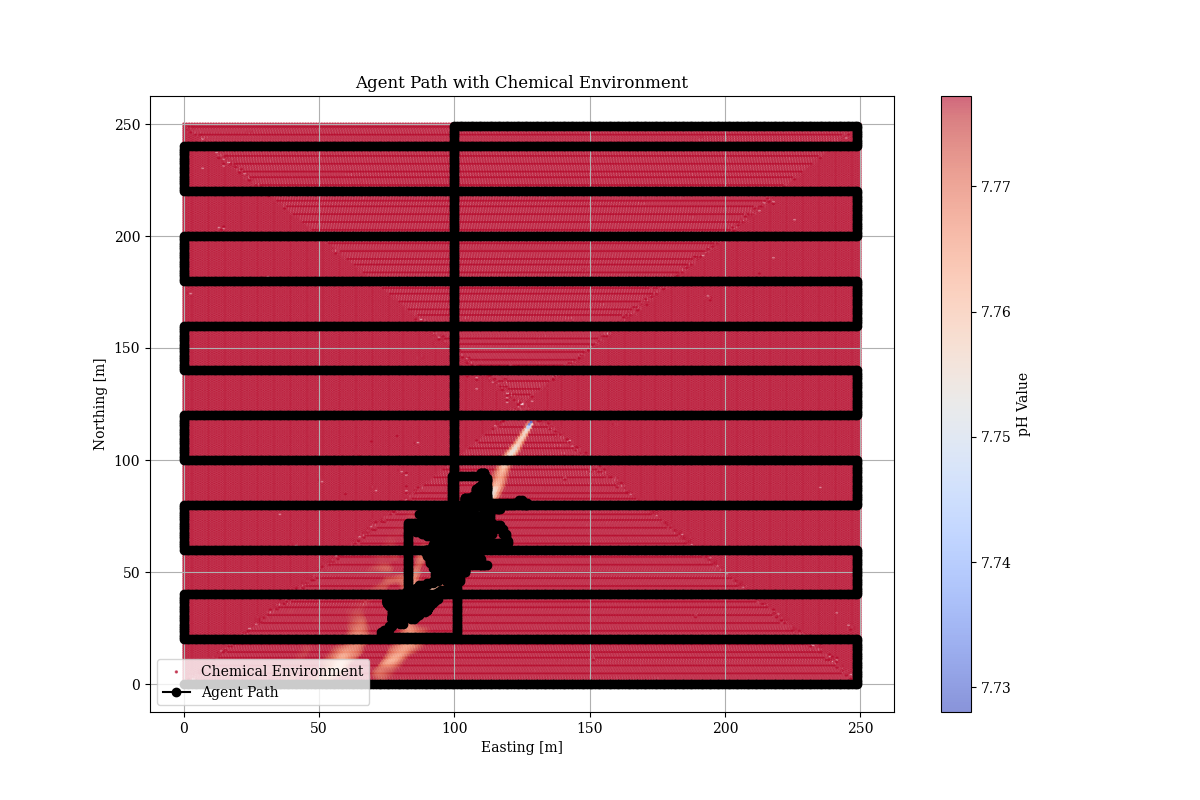 Agent Path with Chemical Environment
250
200
150
100
50
0
Northing [m]
0
50
100
150
200
250
Easting [m]
Chemical Environment
Agent Path
7.77
7.76
7.75
7.74
7.73
pH Value